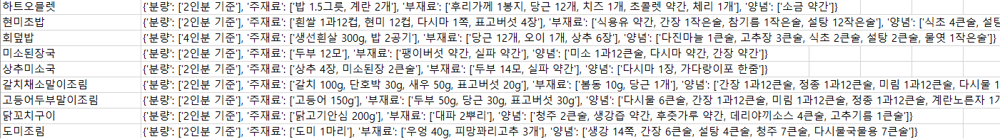 하트오믈렛 {'분량': ['2인분 기준'], '주재료': ['밥 1.5그릇, 계란 2개'], '부재료': ['후리가께 1봉지, 당근 12개, 치즈 1개, 초콜렛 약간, 체리 1개'], '양념': ['소금 약간']}
현미초밥 {'분량': ['2인분 기준'], '주재료': ['흰쌀 1과12컵, 현미 12컵, 다시마 1쪽, 표고버섯 4장'], '부재료': ['식용유 약간, 간장 1작은술, 참기름 1작은술, 설탕 12작은술'], '양념': ['식초 4큰술, 설탕
회덮밥 {'분량': ['4인분 기준'], '주재료': ['생선흰살 300g, 밥 2공기'], '부재료': ['당근 12개, 오이 1개, 상추 6장'], '양념': ['다진마늘 1큰술, 고추장 3큰술, 식초 2큰술, 설탕 2큰술, 물엿 1작은술']}
미소된장국 {'분량': ['2인분 기준'], '주재료': ['두부 12모'], '부재료': ['팽이버섯 약간, 실파 약간'], '양념': ['미소 1과12큰술, 다시마 약간, 간장 약간']}
상추미소국 {'분량': ['2인분 기준'], '주재료': ['상추 4장, 미소된장 2큰술'], '부재료': ['두부 14모, 실파 약간'], '양념': ['다시마 1장, 가다랑이포 한줌']}
갈치채소말이조림 {'분량': ['2인분 기준'], '주재료': ['갈치 100g, 단호박 30g, 새우 50g, 표고버섯 20g'], '부재료': ['봄동 10g, 당근 1개'], '양념': ['간장 1과12큰술, 정종 1과12큰술, 미림 1과12큰술, 다시물 1
고등어두부말이조림 {'분량': ['2인분 기준'], '주재료': ['고등어 150g'], '부재료': ['두부 50g, 당근 30g, 표고버섯 30g'], '양념': ['다시물 6큰술, 간장 1과12큰술, 미림 1과12큰술, 정종 1과12큰술, 계란노른자 1개
닭꼬치구이 {'분량': ['2인분 기준'], '주재료': ['닭고기안심 200g'], '부재료': ['대파 2뿌리'], '양념': ['청주 2큰술, 생강즙 약간, 후춧가루 약간, 데리야끼소스 4큰술, 고추기름 1큰술']}
도미조림 {'분량': ['2인분 기준'], '주재료': ['도미 1마리'], '부재료': ['우엉 40g, 피망꽈리고추 3개'], '양념': ['생강 14쪽, 간장 6큰술, 설탕 4큰술, 청주 7큰술, 다시물국물용 7큰술']}